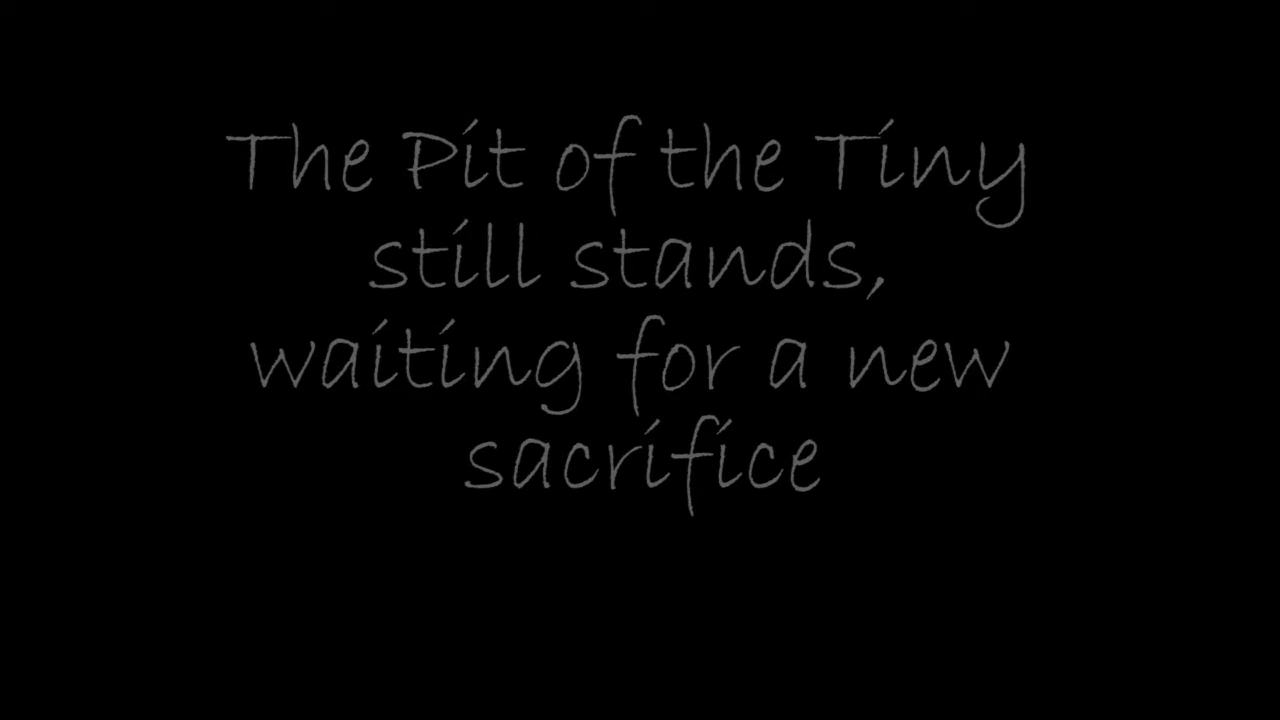 The Pit of the Tiny
still stands,
waiting for a new
sacrifice